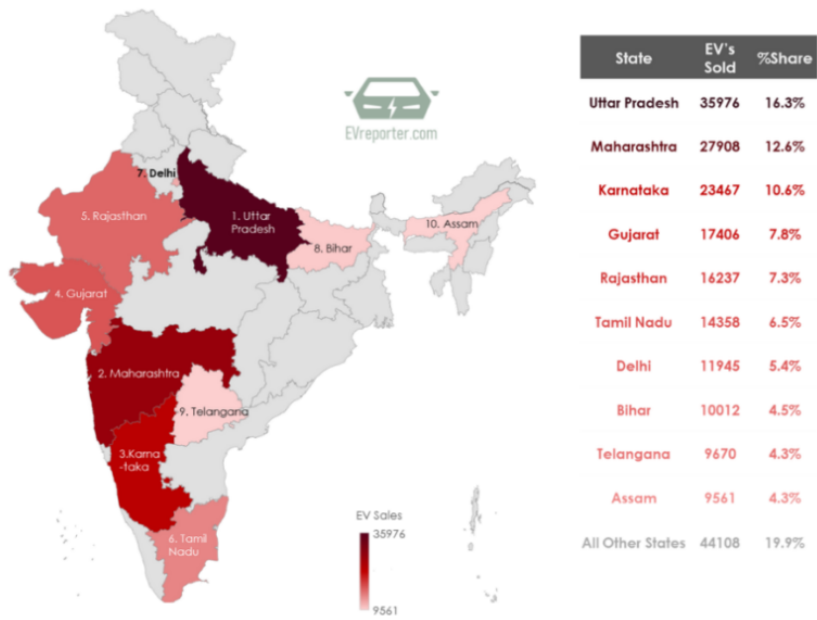 EVreporter.com
7. Delhi
5. Rajasthan
1. Uttar
Pradesh
10. Assam
8. Bihar
4. Gujarat
2. Maharashtra
9. Telangana
3.Karna
-taka
6. Tamil
Nadu
EV Sales
35976
9561
State EV's Sold %Share
Uttar Pradesh 35976 16.3%
Maharashtra 27908 12.6%
Karnataka 23467 10.6%
Gujarat 17406 7.8%
Rajasthan 16237 7.3%
Tamil Nadu 14358 6.5%
Delhi 11945 5.4%
Bihar 10012 4.5%
Telangana 9670 4.3%
Assam 9561 4.3%
All Other States 44108 19.9%